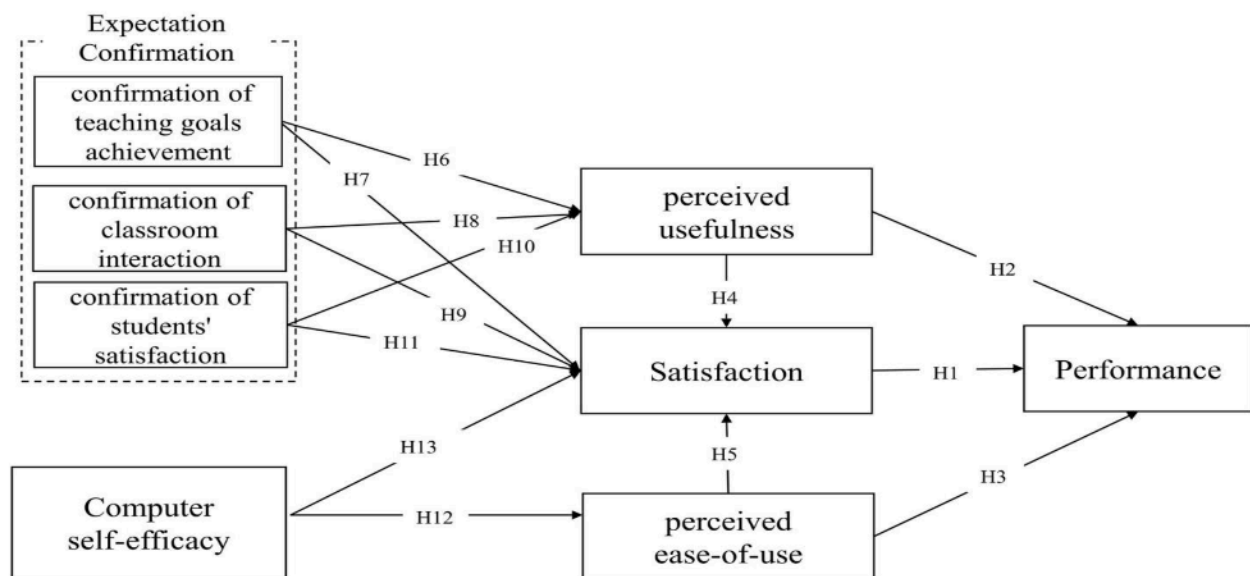 Expectation
Confirmation
confirmation of
teaching goals
achievement
confirmation of
classroom
interaction
confirmation of
students'
satisfaction
Computer
self-efficacy
H6
H7
H8
H10
H9
H11
H13
H12
perceived
usefulness
H4
Satisfaction
H5
perceived
ease-of-use
H2
H1
H3
Performance